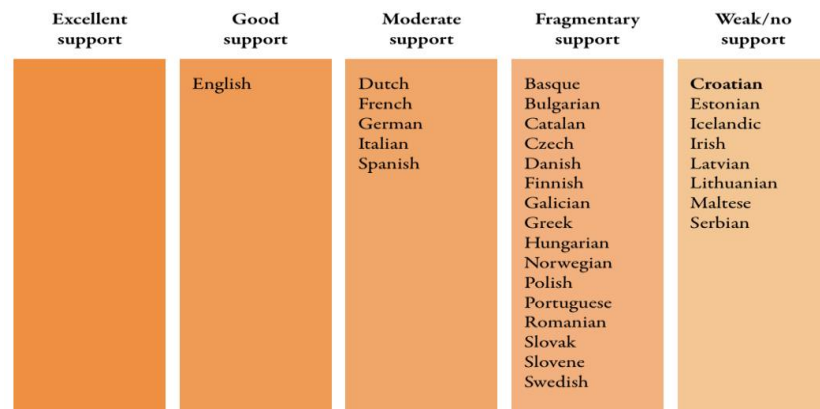 Excellent support
Good support
Moderate support
Fragmentary support
Weak/no support
English
Dutch
French
German
Italian
Spanish
Basque
Bulgarian
Catalan
Czech
Danish
Finnish
Galician
Greek
Hungarian
Norwegian
Polish
Portuguese
Romanian
Slovak
Slovene
Swedish
Croatian
Estonian
Icelandic
Irish
Latvian
Lithuanian
Maltese
Serbian